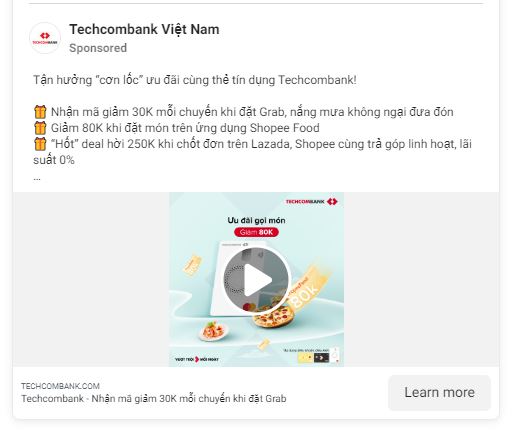 Techcombank Việt Nam
Sponsored
Tận hưởng “cơn lốc” ưu đãi cùng thẻ tín dụng Techcombank!
Nhận mã giảm 30K mỗi chuyến khi đặt Grab, nắng mưa không ngại đưa đón
Giảm 80K khi đặt món trên ứng dụng Shopee Food
“Hốt” deal hời 250K khi chốt đơn trên Lazada, Shopee cùng trả góp linh hoạt, lãi
suất 0%
...
TECHCOMBANK
Ưu đãi gọi món
Giảm 80K
80k
VƯỢT TRỘI MỖI NGÀY
TECHCOMBANK.COM
Techcombank - Nhận mã giảm 30K mỗi chuyến khi đặt Grab
Learn more